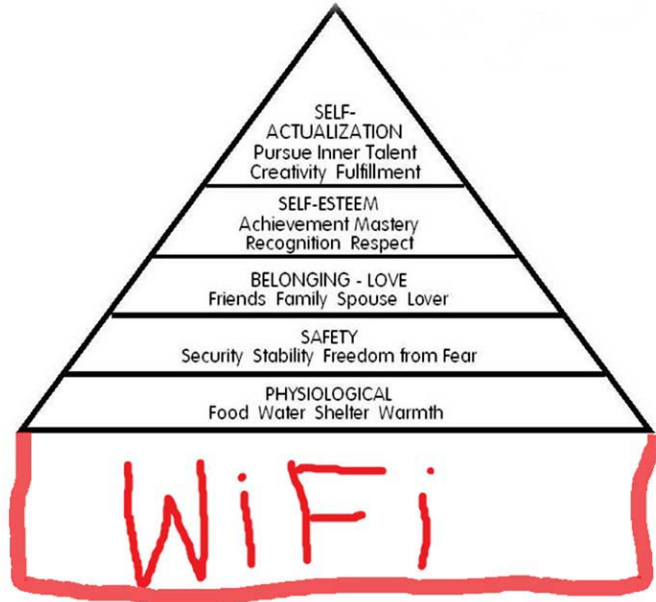 SELF-
ACTUALIZATION
Pursue Inner Talent
Creativity Fulfillment
SELF-ESTEEM
Achievement Mastery
Recognition Respect
BELONGING - LOVE
Friends Family Spouse Lover
SAFETY
Security Stability Freedom from Fear
PHYSIOLOGICAL
Food Water Shelter Warmth
WiFi